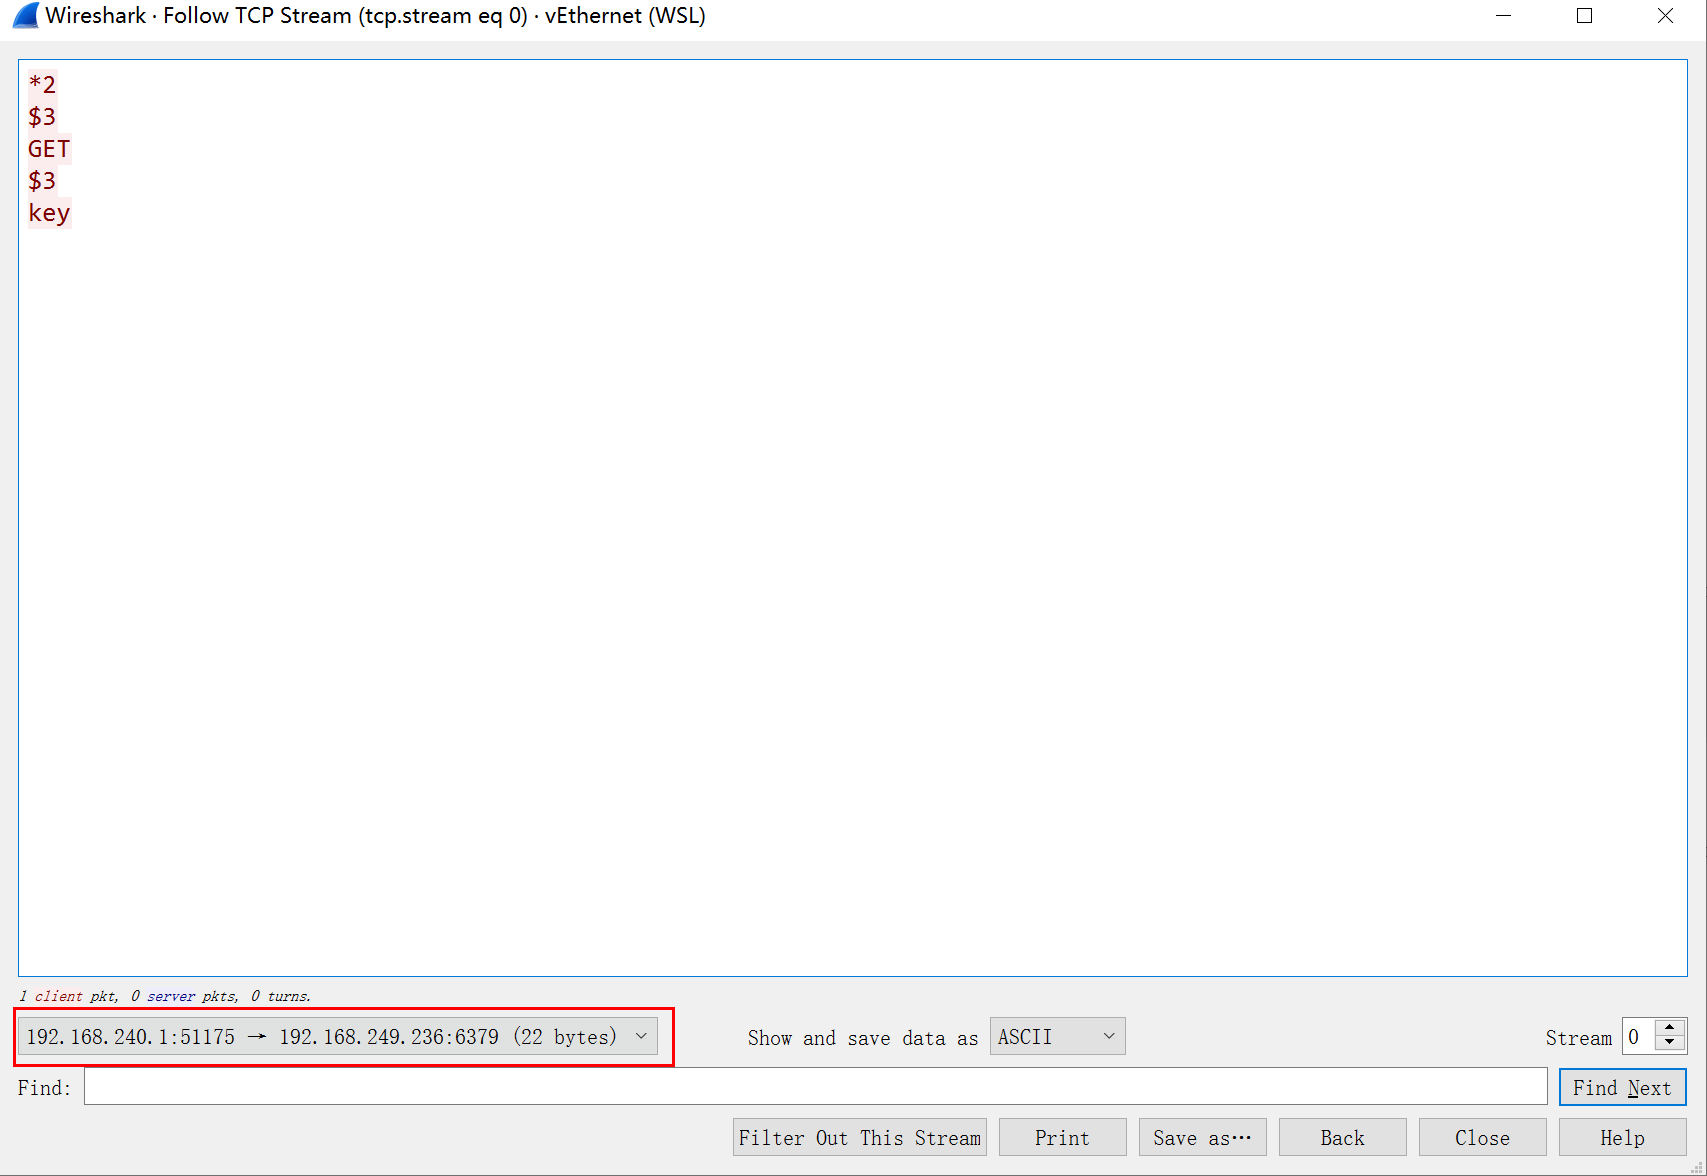 Wireshark · Follow TCP Stream (tcp.stream eq 0) · vEthernet (WSL)
*2
$3
GET
$3
key
1 client pkt, 0 server pkts, 0 turns.
192.168.240.1:51175 → 192.168.249.236:6379 (22 bytes)
Show and save data as
ASCII
Stream
0
Find:
Find Next
Filter Out This Stream
Print
Save as…
Back
Close
Help